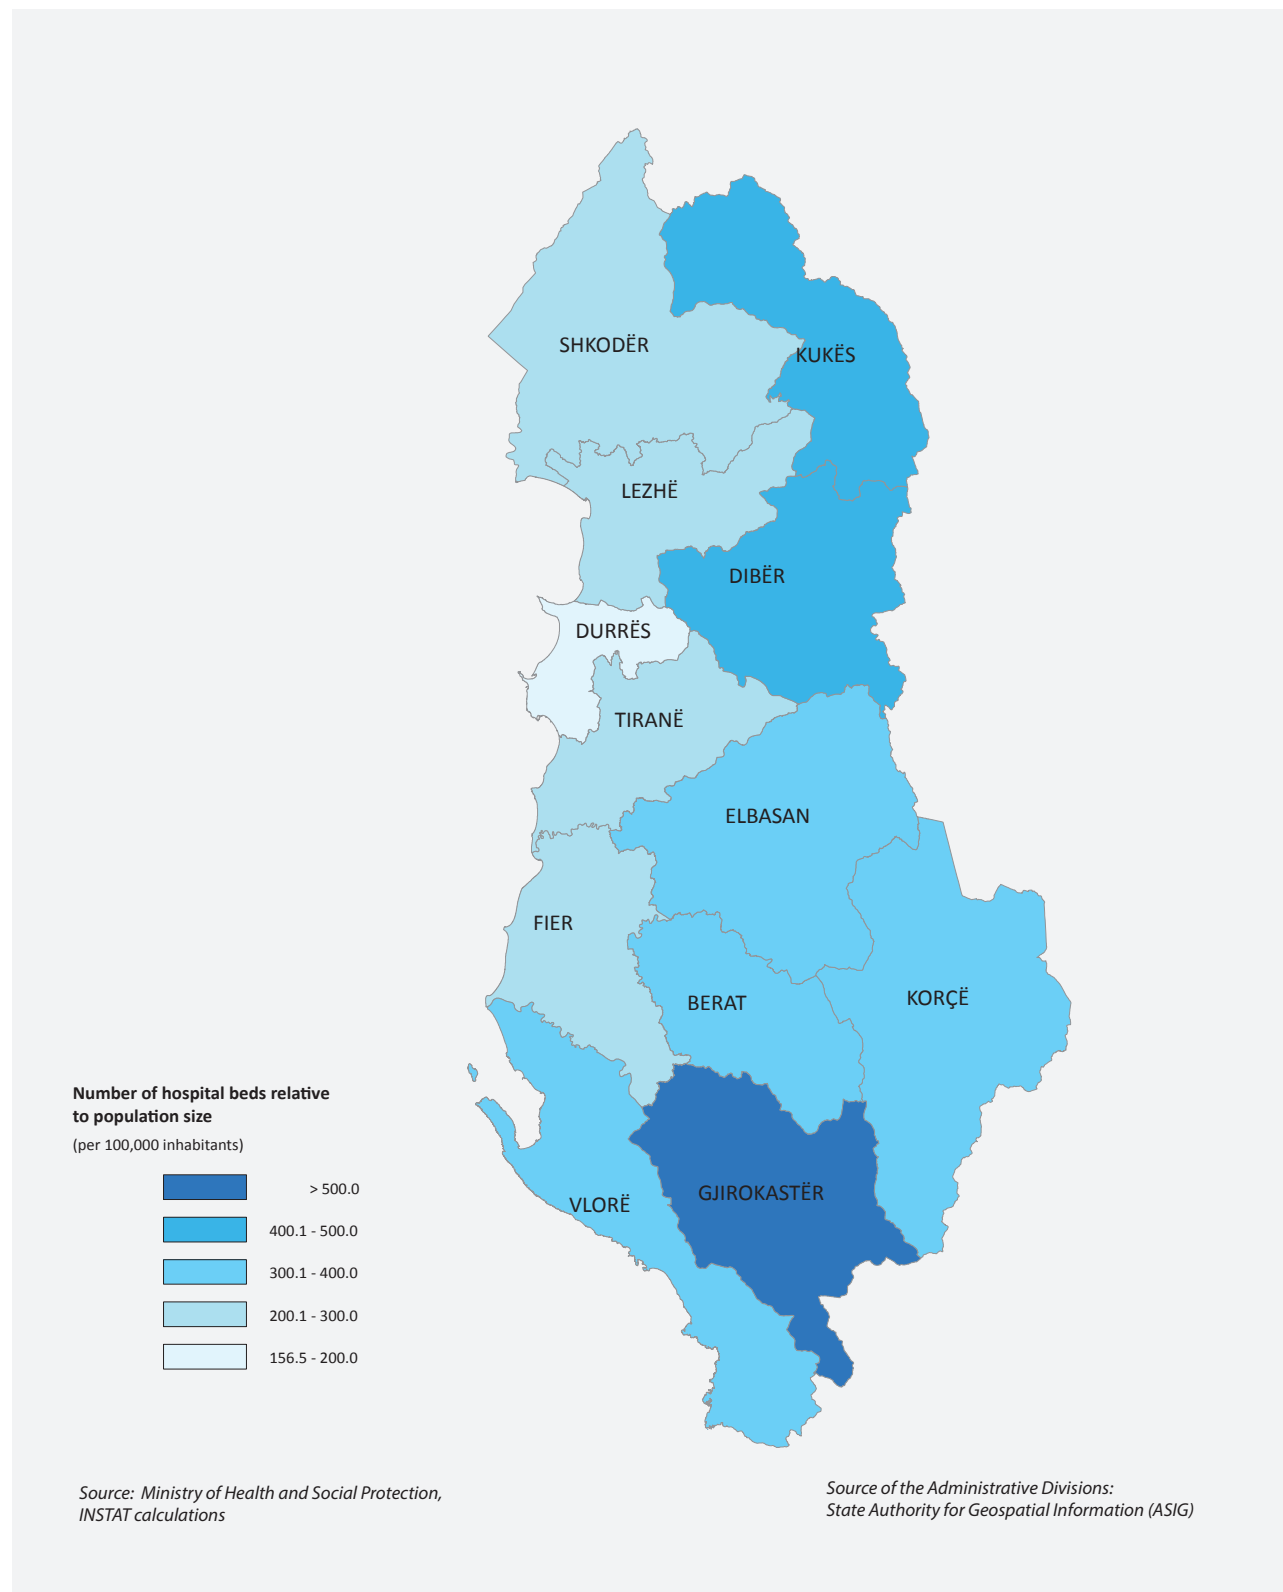 SHKODËR
KUKËS
LEZHË
DIBËR
DURRËS
TIRANË
ELBASAN
FIER
KORÇË
BERAT
GJIROKASTËR
VLORË
Number of hospital beds relative
to population size
(per 100,000 inhabitants)
> 500.0
400.1 - 500.0
300.1 - 400.0
200.1 - 300.0
156.5 - 200.0
Source: Ministry of Health and Social Protection,
INSTAT calculations
Source of the Administrative Divisions:
State Authority for Geospatial Information (ASIG)